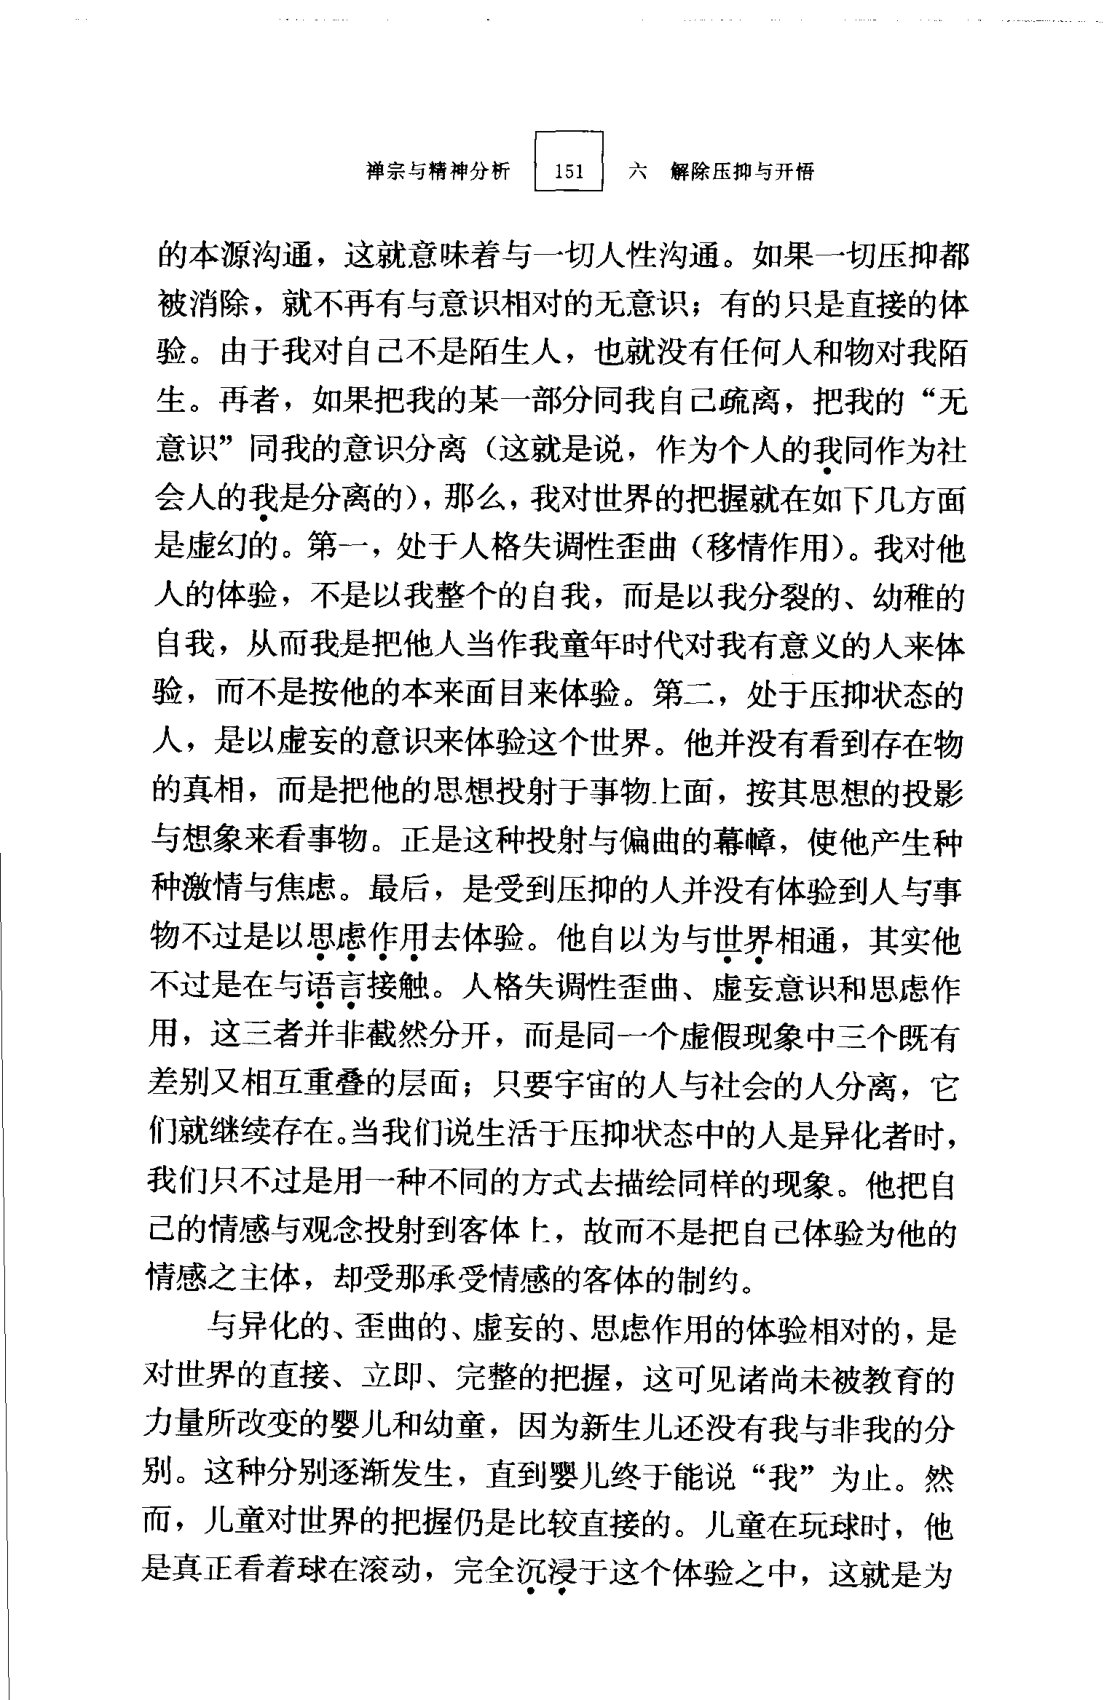 禅宗与精神分析 151 六 解除压抑与开悟
的本源沟通，这就意味着与一切人性沟通。如果一切压抑都
被消除，就不再有与意识相对的无意识；有的只是直接的体
验。由于我对自己不是陌生人，也就没有任何人和物对我陌
生。再者，如果把我的某一部分同我自己疏离，把我的“无
意识”同我的意识分离（这就是说，作为个人的我同作为社
会人的我是分离的），那么，我对世界的把握就在如下几方面
是虚幻的。第一，处于人格失调性歪曲（移情作用）。我对他
人的体验，不是以我整个的自我，而是以我分裂的、幼稚的
自我，从而我是把他人当作我童年时代对我有意义的人来体
验，而不是按他的本来面目来体验。第二，处于压抑状态的
人，是以虚妄的意识来体验这个世界。他并没有看到存在物
的真相，而是把他的思想投射于事物上面，按其思想的投影
与想象来看事物。正是这种投射与偏曲的幕幛，使他产生种
种激情与焦虑。最后，是受到压抑的人并没有体验到人与事
物不过是以思虑作用去体验。他自以为与世界相通，其实他
不过是在与语言接触。人格失调性歪曲、虚妄意识和思虑作
用，这三者并非截然分开，而是同一个虚假现象中三个既有
差别又相互重叠的层面；只要宇宙的人与社会的人分离，它
们就继续存在。当我们说生活于压抑状态中的人是异化者时，
我们只不过是用一种不同的方式去描绘同样的现象。他把自
己的情感与观念投射到客体上，故而不是把自己体验为他的
情感之主体，却受那承受情感的客体的制约。
与异化的、歪曲的、虚妄的、思虑作用的体验相对的，是
对世界的直接、立即、完整的把握，这可见诸尚未被教育的
力量所改变的婴儿和幼童，因为新生儿还没有我与非我的分
别。这种分别逐渐发生，直到婴儿终于能说“我”为止。然
而，儿童对世界的把握仍是比较直接的。儿童在玩球时，他
是真正看着球在滚动，完全沉浸于这个体验之中，这就是为